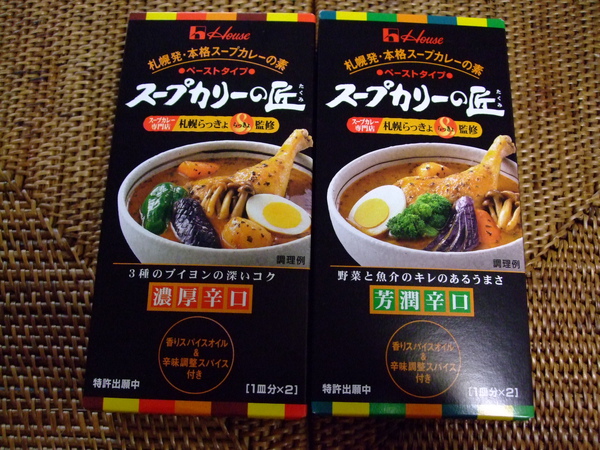 House
札幌発・本格スープカレーの素
●ペーストタイプ●
スープカリーの匠
たくみ
スープカレー専門店
札幌らっきょ
&
監修
調理例
3種のブイヨンの深いコク
濃厚辛口
香りスパイスオイル
&
辛味調整スパイス
付き
特許出願中
[1皿分×2]
House
札幌発・本格スープカレーの素
●ペーストタイプ●
スープカリーの匠
たくみ
スープカレー専門店
札幌らっきょ
&
監修
調理例
野菜と魚介のキレのあるうまさ
芳潤辛口
香りスパイスオイル
&
辛味調整スパイス
付き
特許出願中
[1皿分×2]